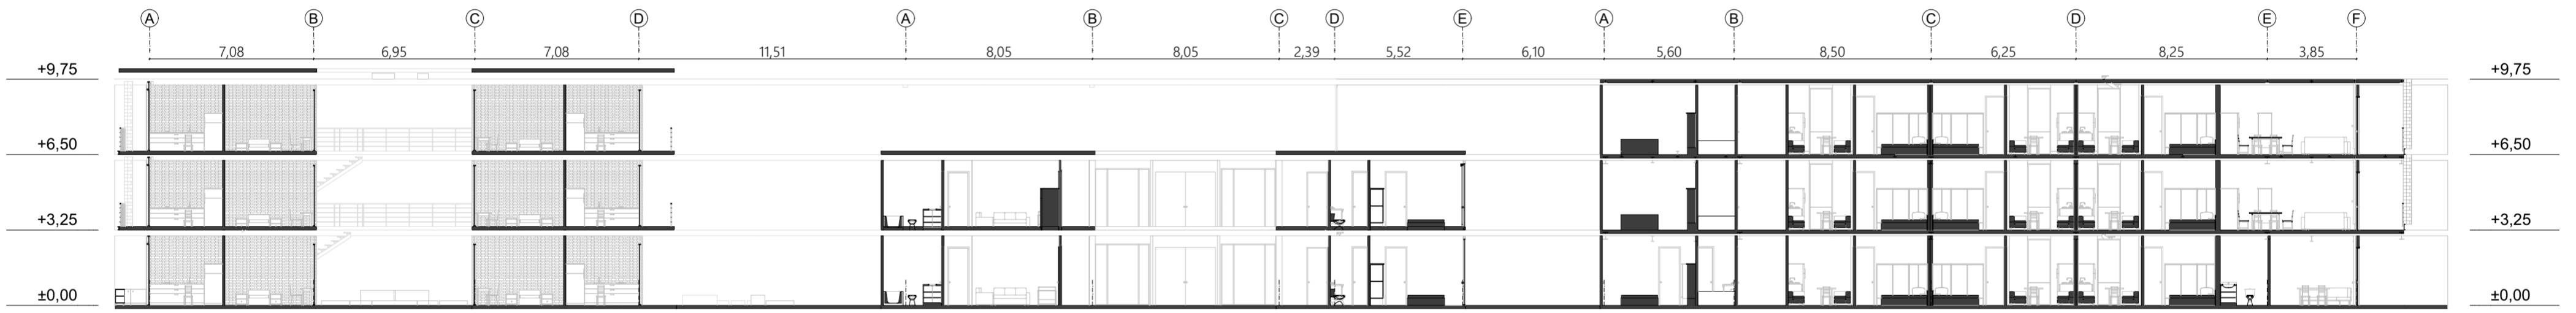 A B C D A B C D E A B C D E F
7,08 6,95 7,08 11,51 8,05 8,05 2,39 5,52 6,10 5,60 8,50 6,25 8,25 3,85
+9,75 +9,75
+6,50 +6,50
+3,25 +3,25
±0,00 ±0,00